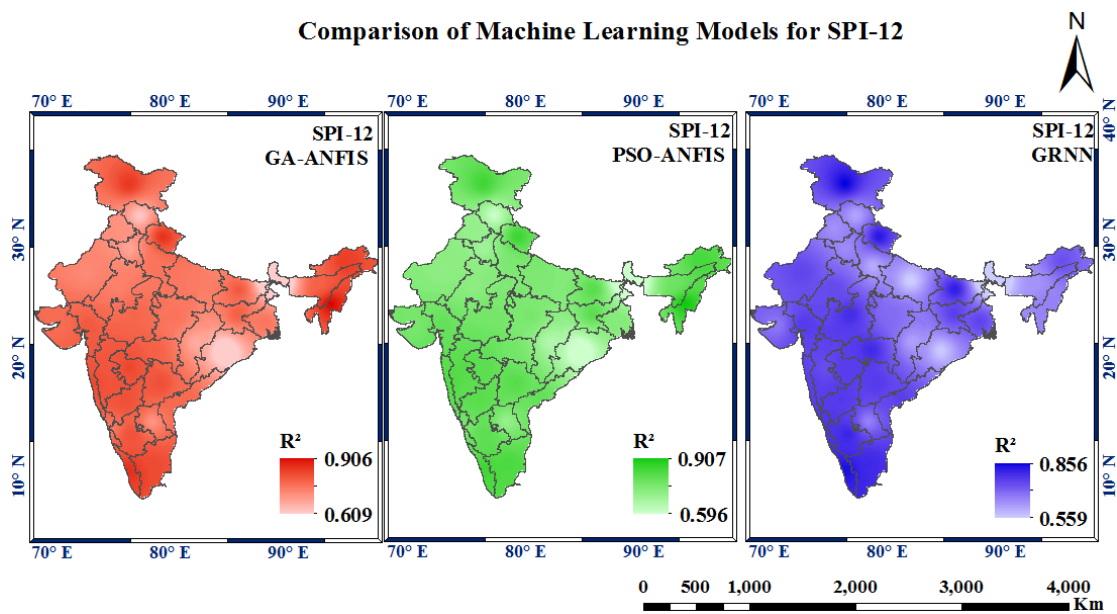 Comparison of Machine Learning Models for SPI-12
N
70° E 80° E 90° E
70° E 80° E 90° E
70° E 80° E 90° E
SPI-12
GA-ANFIS
SPI-12
PSO-ANFIS
SPI-12
GRNN
40° N
30° N
30° N
20° N
20° N
10° N
10° N
R²
0.906
0.609
R²
0.907
0.596
R²
0.856
0.559
70° E 80° E 90° E
70° E 80° E 90° E
70° E 80° E 90° E
0 500 1,000 2,000 3,000 4,000
Km